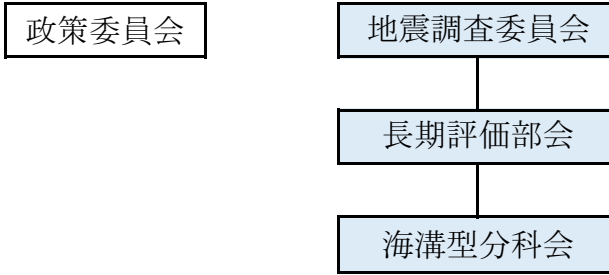 政策委員会
地震調査委員会
長期評価部会
海溝型分科会